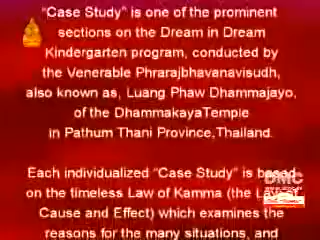 "Case Study" is one of the prominent
sections on the Dream in Dream
Kindergarten program, conducted by
the Venerable Phrarajbhavanavisudh,
also known as, Luang Phaw Dhammajayo,
of the DhammakayaTemple
in Pathum Thani Province,Thailand.
Each individualized "Case Study" is based
on the timeless Law of Kamma (the Law of
Cause and Effect) which examines the
reasons for the many situations, and
DMC